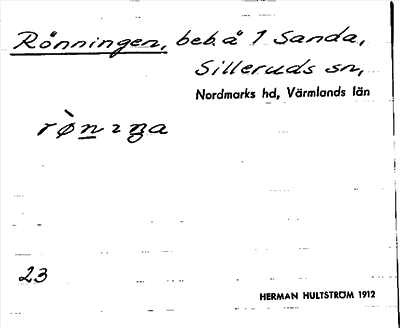 Rönningen, beb. å 1 Sanda,
Silleruds sn,
Nordmarks hd, Värmlands län
23
HERMAN HULTSTRÖM 1912